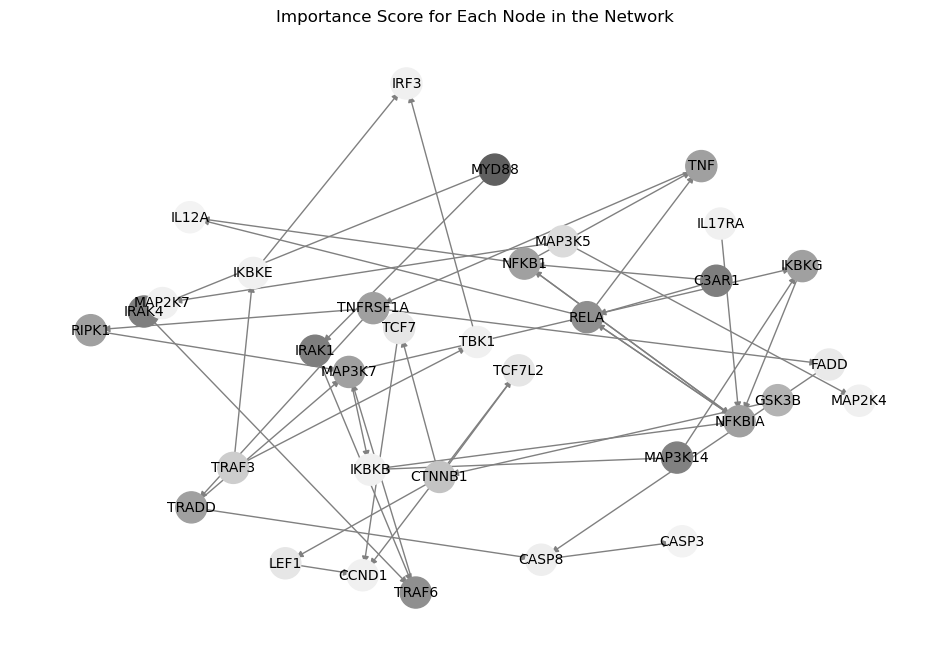 Importance Score for Each Node in the Network
IRF3
MYD88
TNF
IL12A
IL17RA
MAP3K5
NFKB1
IKBKG
IKBKE
C3AR1
MAP2K7
TNFRSF1A
IRAK4
RELA
RIPK1
TCF7
TBK1
IRAK1
FADD
MAP3K7
TCF7L2
GSK3B
MAP2K4
NFKBIA
MAP3K14
TRAF3
IKBKB
CTNNB1
TRADD
CASP3
CASP8
LEF1
CCND1
TRAF6